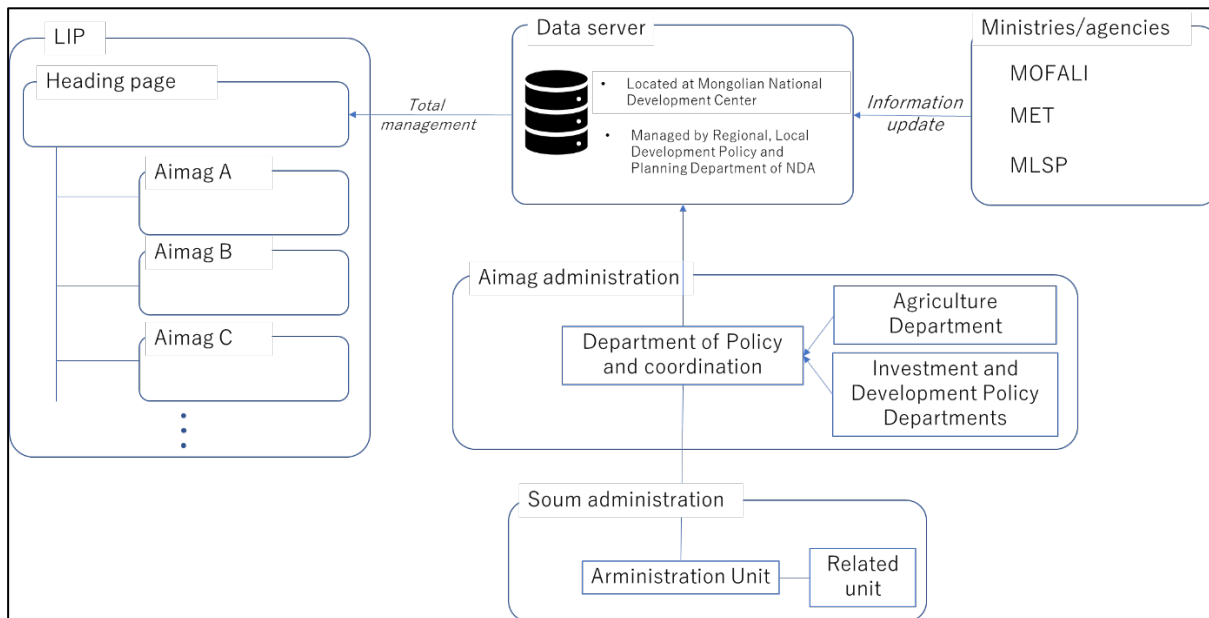 LIP
Heading page
Aimag A
Aimag B
Aimag C
Total
management
Data server
• Located at Mongolian National
Development Center
• Managed by Regional, Local
Development Policy and
Planning Department of NDA
Information
update
Ministries/agencies
MOFALI
MET
MLSP
Aimag administration
Department of Policy
and coordination
Agriculture
Department
Investment and
Development Policy
Departments
Soum administration
Arministration Unit
Related
unit